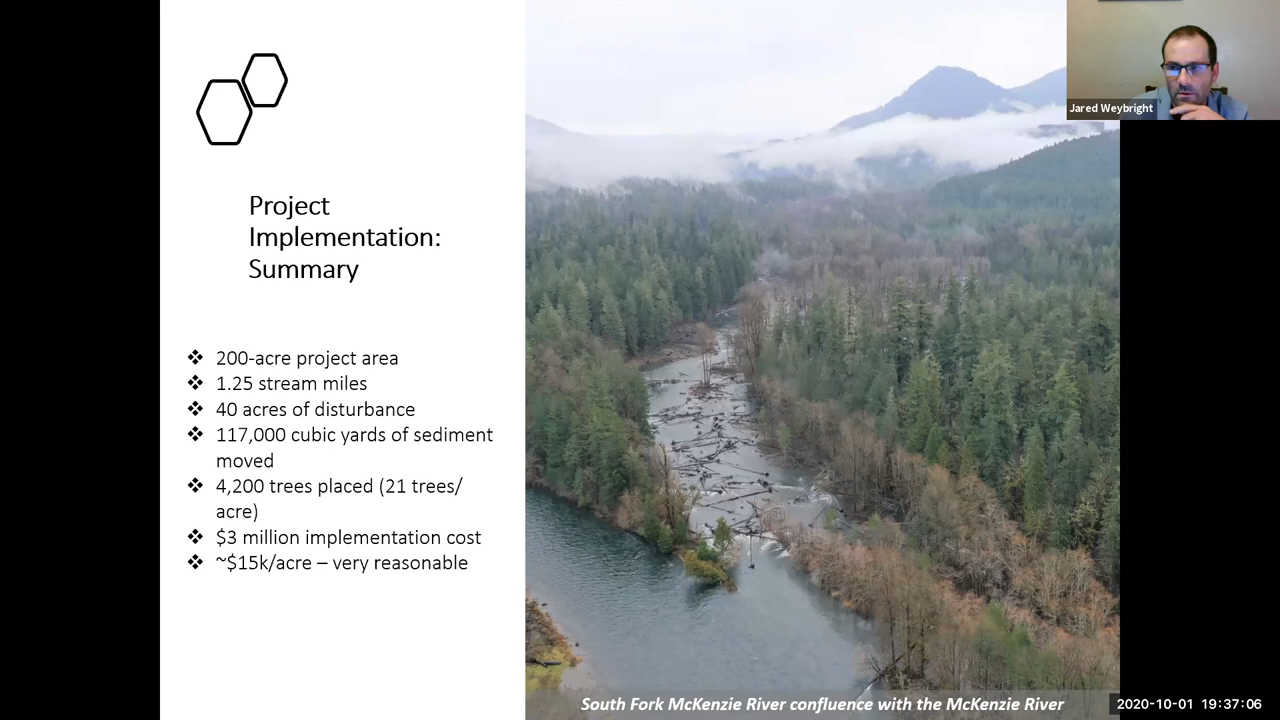 Jared Weybright
Project
Implementation:
Summary
❖ 200-acre project area
❖ 1.25 stream miles
❖ 40 acres of disturbance
❖ 117,000 cubic yards of sediment
moved
❖ 4,200 trees placed (21 trees/
acre)
❖ $3 million implementation cost
❖ ~$15k/acre – very reasonable
South Fork McKenzie River confluence with the McKenzie River
2020-10-01 19:37:06